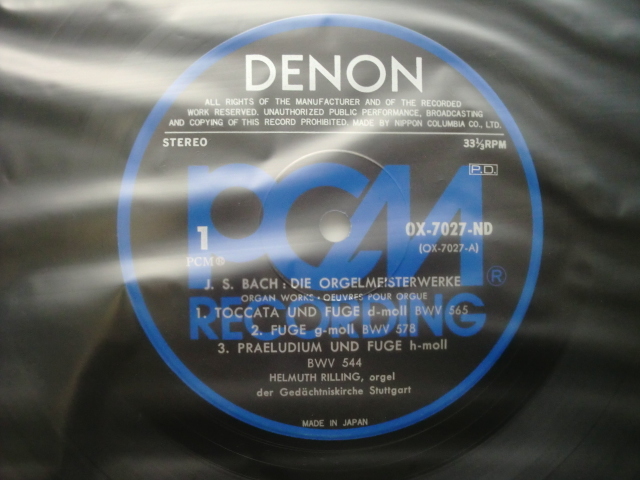 DENON
ALL RIGHTS OF THE MANUFACTURER AND OF THE RECORDED
WORK RESERVED. UNAUTHORIZED PUBLIC PERFORMANCE, BROADCASTING
AND COPYING OF THIS RECORD PROHIBITED. MADE BY NIPPON COLUMBIA CO., LTD.
STEREO 33⅓RPM
P.D.
PCM
1 OX-7027-ND
PCM® (OX-7027-A)
®
RECORDING
J. S. BACH : DIE ORGELMEISTERWERKE
ORGAN WORKS • OEUVRES POUR ORGUE
1. TOCCATA UND FUGE d-moll BWV 565
2. FUGE g-moll BWV 578
3. PRAELUDIUM UND FUGE h-moll
BWV 544
HELMUTH RILLING, orgel
der Gedächtniskirche Stuttgart
MADE IN JAPAN